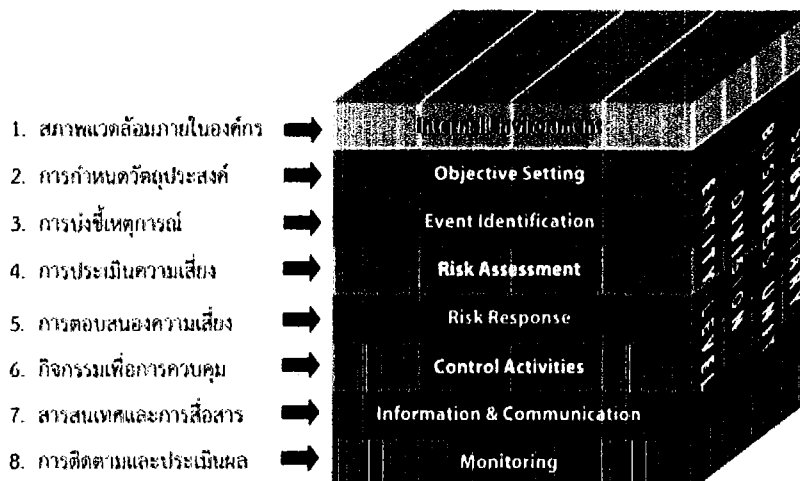 1. สภาพแวดล้อมภายในองค์กร Internal Environment
2. การกำหนดวัตถุประสงค์ Objective Setting
3. การบ่งชี้เหตุการณ์ Event Identification
4. การประเมินความเสี่ยง Risk Assessment
5. การตอบสนองความเสี่ยง Risk Response
6. กิจกรรมเพื่อการควบคุม Control Activities
7. สารสนเทศและการสื่อสาร Information & Communication
8. การติดตามและประเมินผล Monitoring
ENTITY-LEVEL
DIVISION
BUSINESS UNIT
SUBSIDIARY